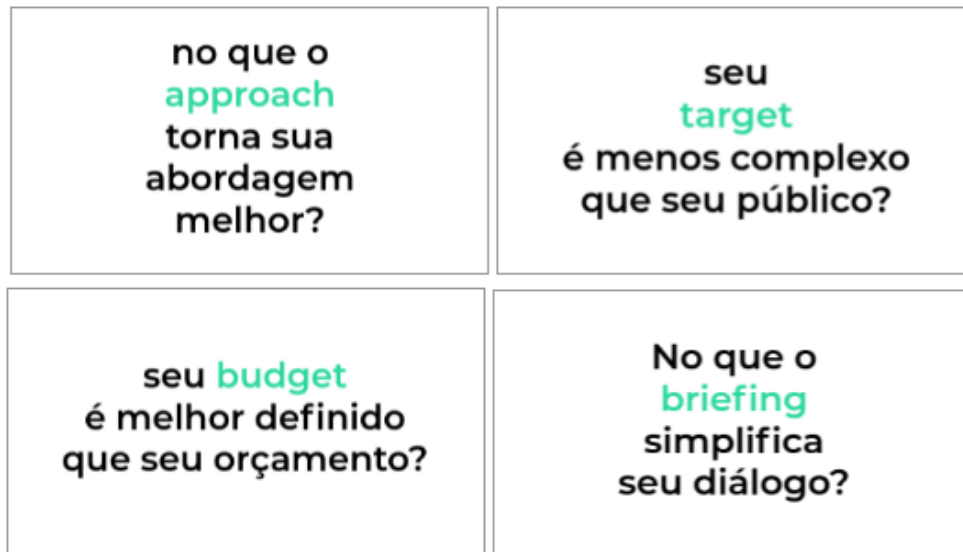 no que o
approach
torna sua
abordagem
melhor?
seu
target
é menos complexo
que seu público?
seu budget
é melhor definido
que seu orçamento?
No que o
briefing
simplifica
seu diálogo?